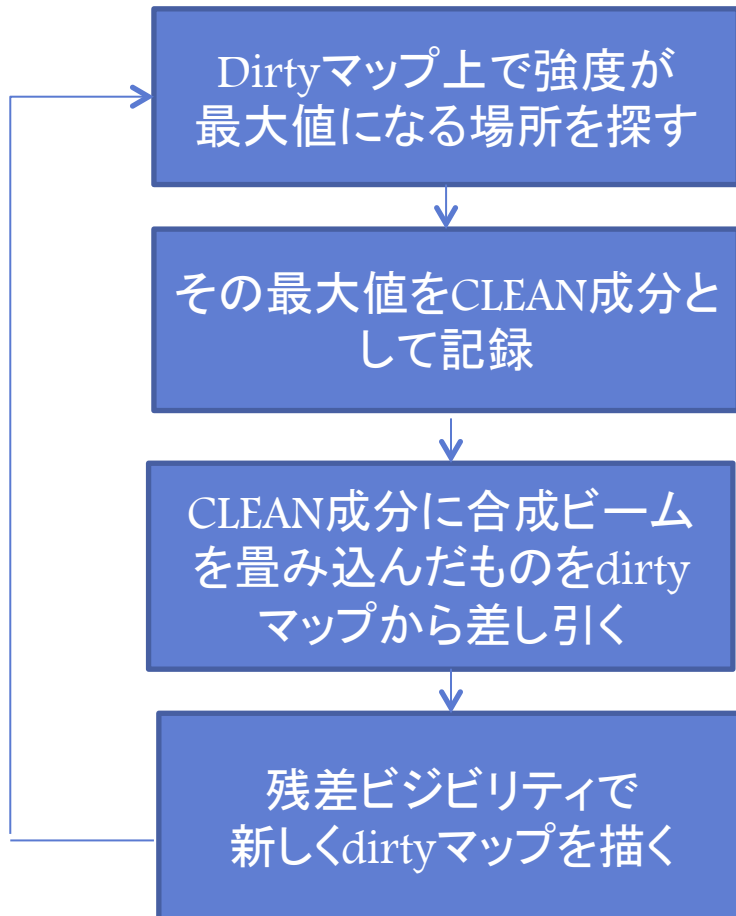 Dirtyマップ上で強度が
最大値になる場所を探す
その最大値をCLEAN成分と
して記録
CLEAN成分に合成ビーム
を畳み込んだものをdirty
マップから差し引く
残差ビジビリティで
新しくdirtyマップを描く